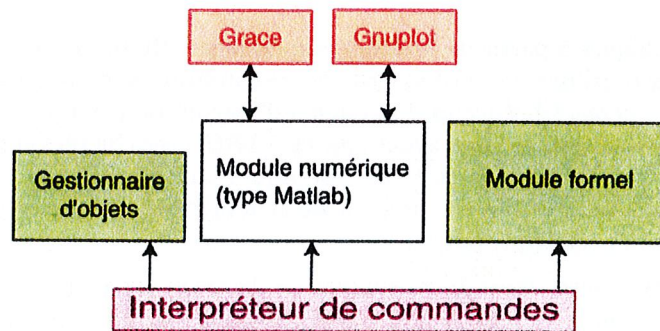 Grace
Gnuplot
Gestionnaire
d'objets
Module numérique
(type Matlab)
Module formel
Interpréteur de commandes